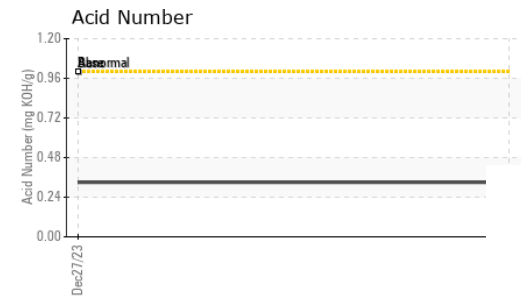 Acid Number
1.20
Abnormal
0.96
0.72
0.48
0.24
0.00
Acid Number (mg KOH/g)
Dec27/23